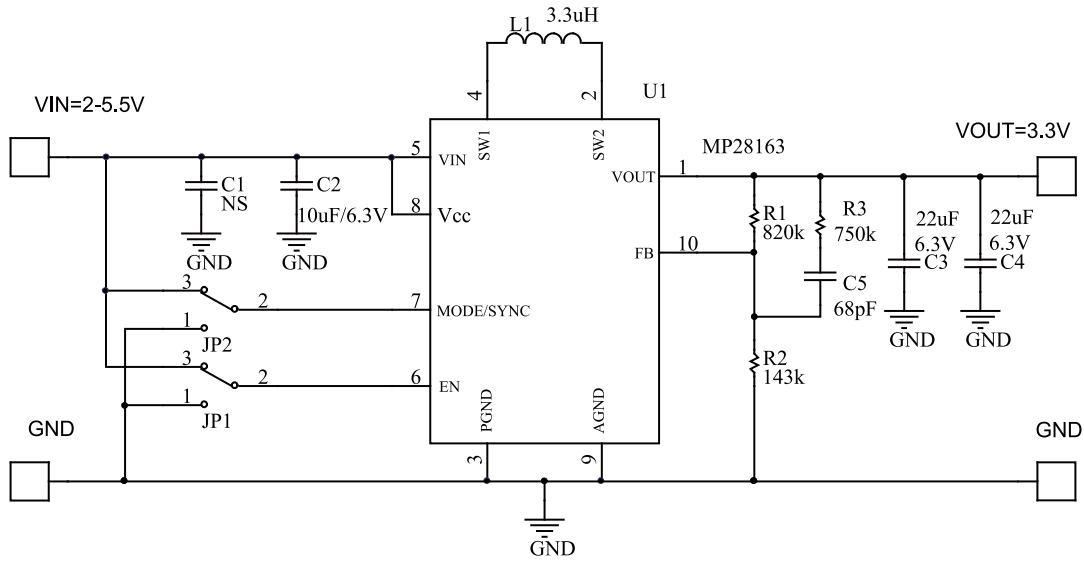 L1 3.3uH
4
2
U1
VIN=2-5.5V
SW1
SW2
MP28163
VOUT=3.3V
5
VIN
VOUT
1
C1
NS
C2
10uF/6.3V
8
Vcc
R1
820k
R3
750k
22uF
6.3V
C3
22uF
6.3V
C4
FB
10
GND
GND
C5
68pF
3
2
7
MODE/SYNC
1
JP2
GND
GND
3
2
6
EN
R2
143k
1
JP1
PGND
AGND
GND
GND
3
9
GND